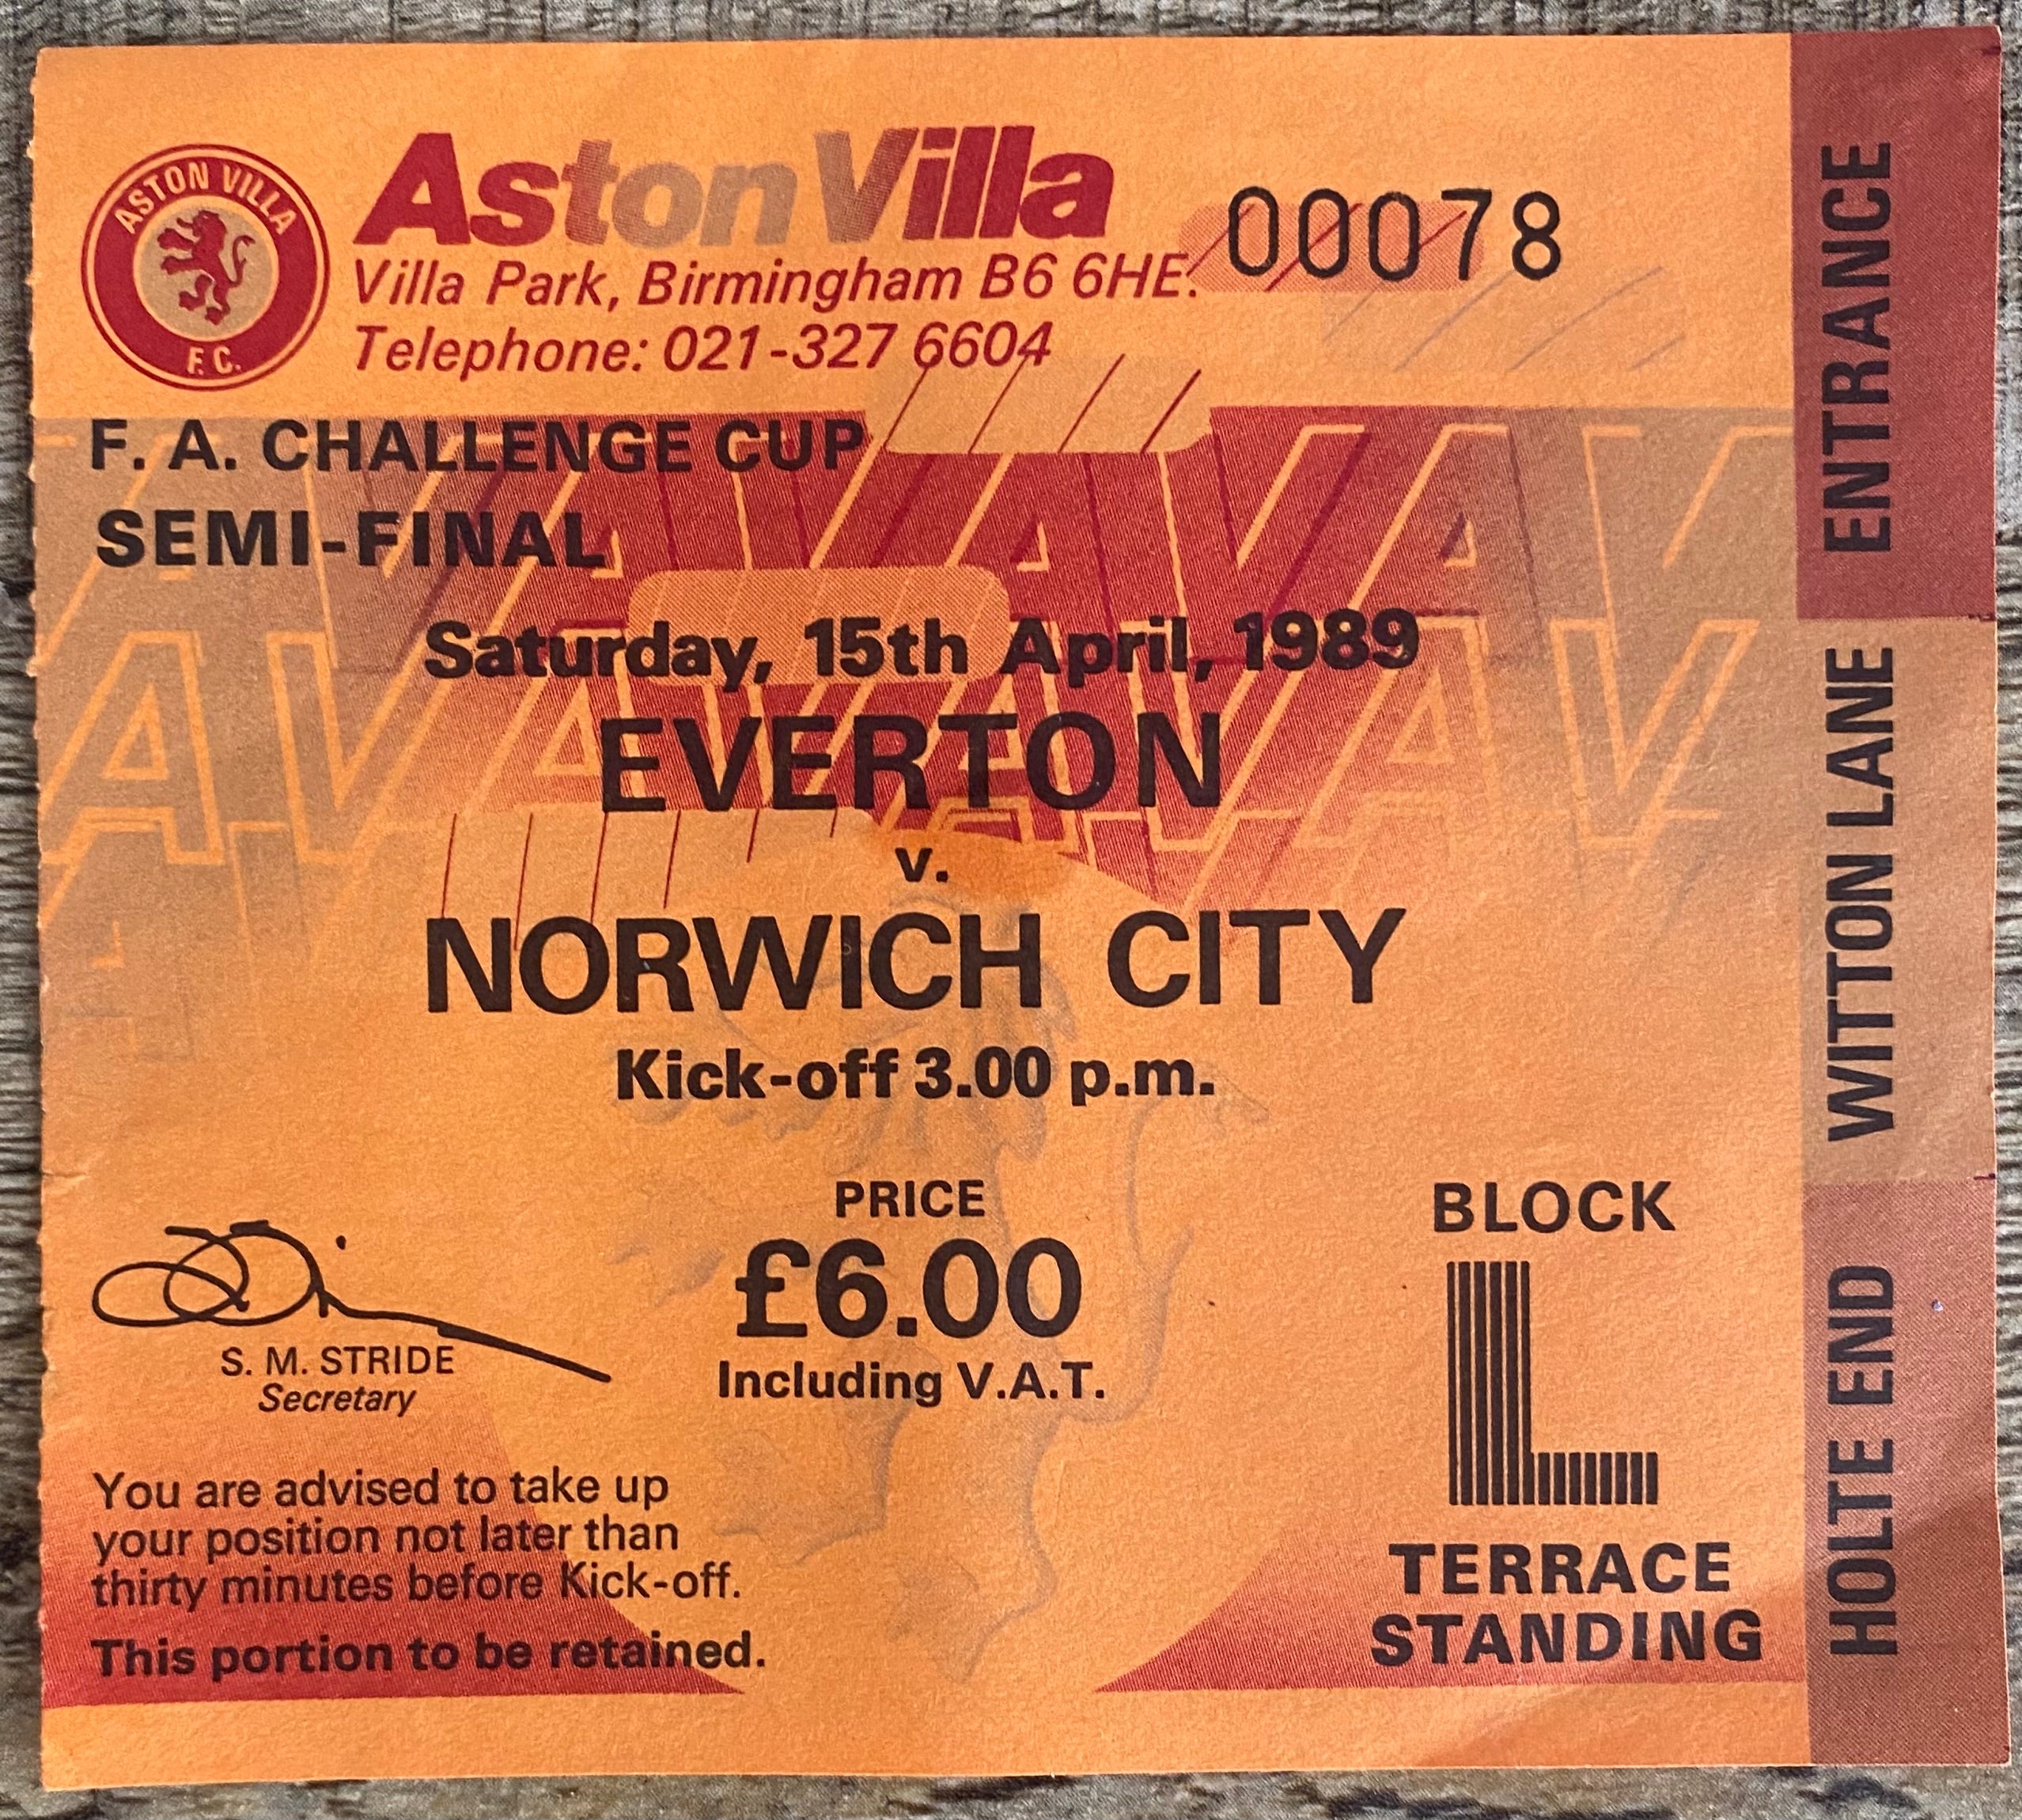 ASTON VILLA
F.C.
Aston Villa
Villa Park, Birmingham B6 6HE.
Telephone: 021-327 6604
00078
F. A. CHALLENGE CUP
SEMI-FINAL
Saturday, 15th April, 1989
EVERTON
v.
NORWICH CITY
Kick-off 3.00 p.m.
PRICE
£6.00
Including V.A.T.
S. M. STRIDE
Secretary
You are advised to take up
your position not later than
thirty minutes before Kick-off.
This portion to be retained.
BLOCK
L
TERRACE
STANDING
ENTRANCE
WITTON LANE
HOLTE END